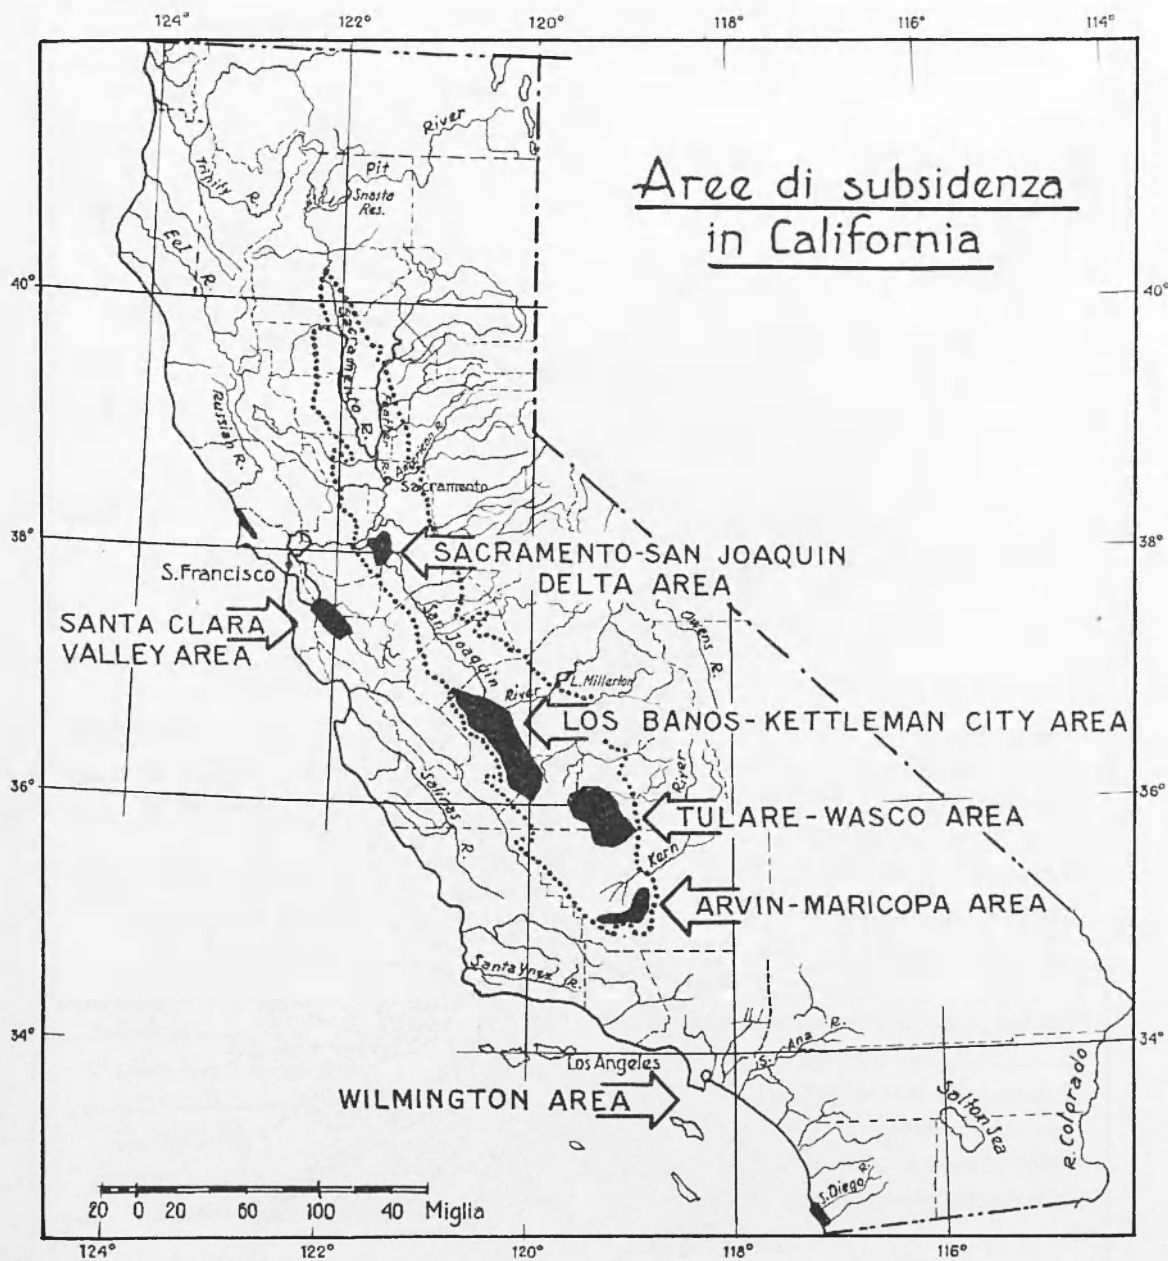 124° 122° 120° 118° 116° 114°
Aree di subsidenza
in California
River
Pit
Snasta
Res.
Trinity
R.
Eel
R.
40°
40°
Sacramento
R.
Feather R.
American R.
Russian R.
Sacramento
38°
38°
SACRAMENTO-SAN JOAQUIN
DELTA AREA
S. Francisco
SANTA CLARA
VALLEY AREA
San Joaquin
River
Owens R.
L. Millerton
LOS BANOS-KETTLEMAN CITY AREA
36°
36°
Salinas
R.
River
TULARE-WASCO AREA
Kern
ARVIN-MARICOPA AREA
Santa Ynez
R.
34°
34°
Los Angeles
S. Ana R.
WILMINGTON AREA
Salton Sea
R. Colprado
S. Diego R.
20 0 20 60 100 40 Miglia
124° 122° 120° 118° 116°